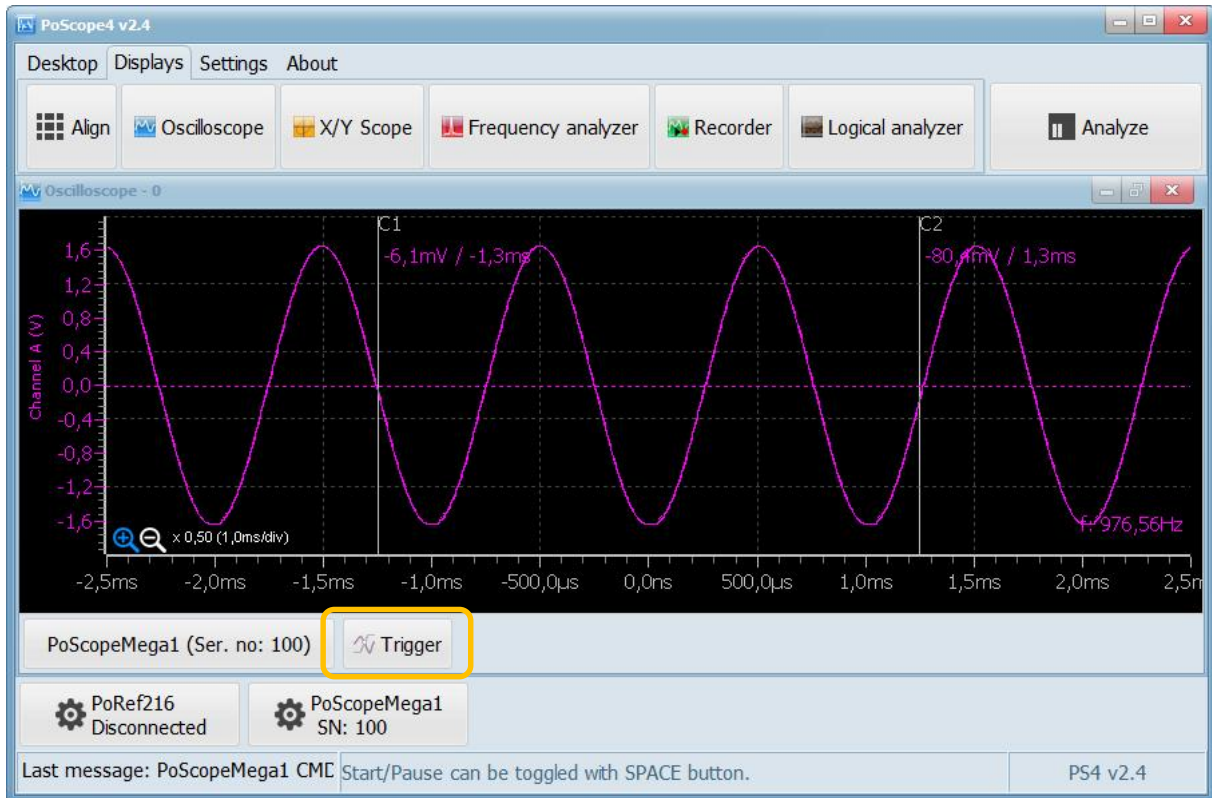 PoScope4 v2.4
Desktop Displays Settings About
Align Oscilloscope X/Y Scope Frequency analyzer Recorder Logical analyzer Analyze
Oscilloscope - 0
C1 C2
-6,1mV / -1,3ms -80,4mV / 1,3ms
1,6
1,2
0,8
0,4
0,0
-0,4
-0,8
-1,2
-1,6
Channel A (V)
f: 976,56Hz
x 0,50 (1,0ms/div)
-2,5ms -2,0ms -1,5ms -1,0ms -500,0µs 0,0ns 500,0µs 1,0ms 1,5ms 2,0ms 2,5m
PoScopeMega1 (Ser. no: 100) Trigger
PoRef216 PoScopeMega1
Disconnected SN: 100
Last message: PoScopeMega1 CMD Start/Pause can be toggled with SPACE button. PS4 v2.4